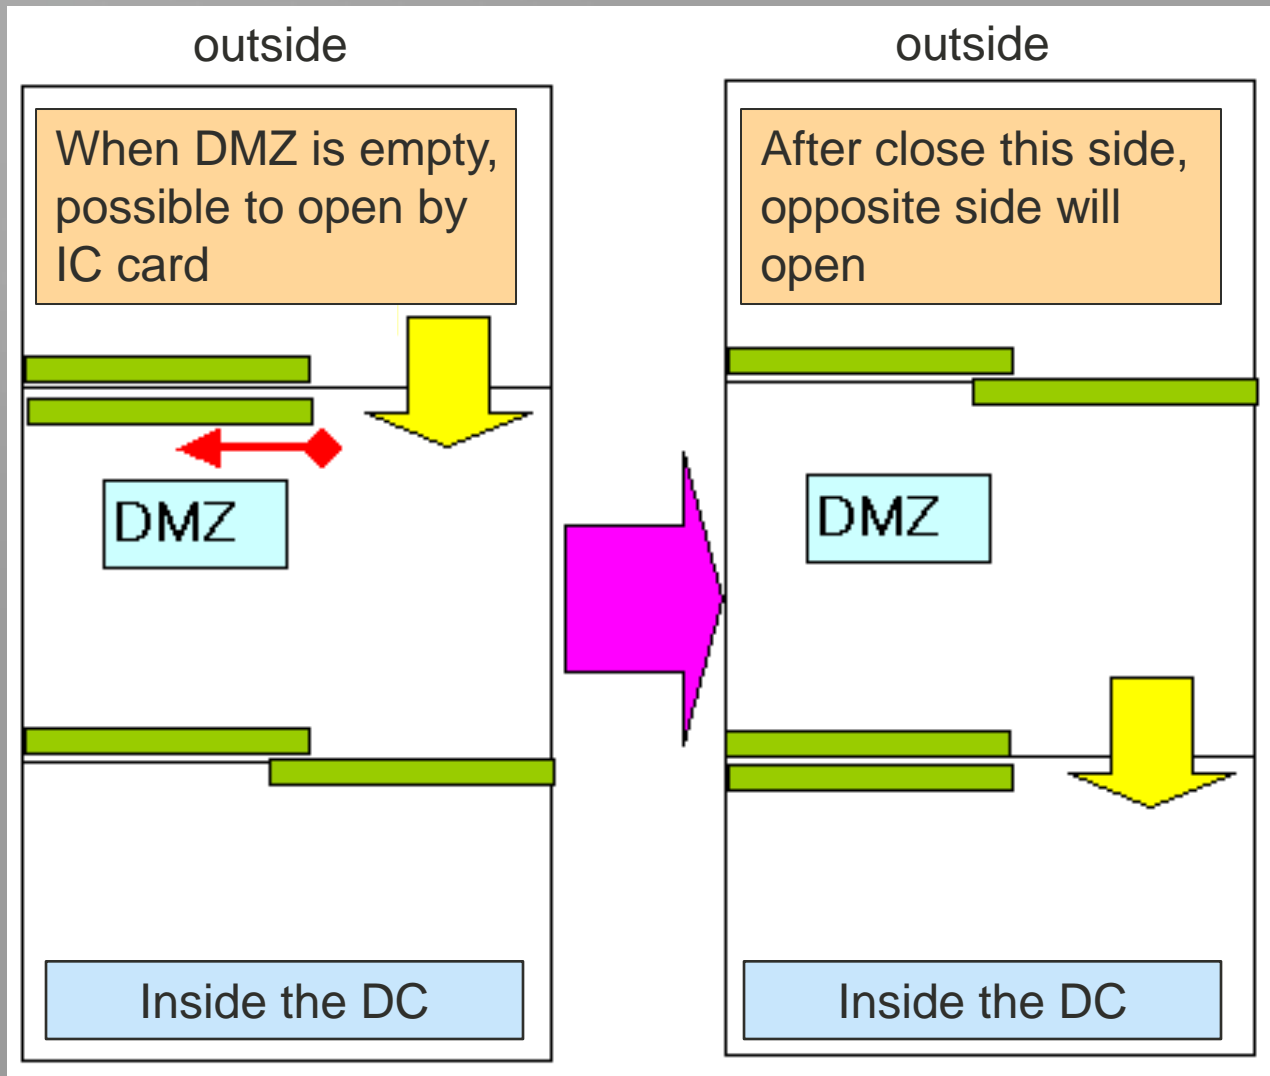 outside
When DMZ is empty,
possible to open by
IC card
DMZ
Inside the DC
outside
After close this side,
opposite side will
open
DMZ
Inside the DC